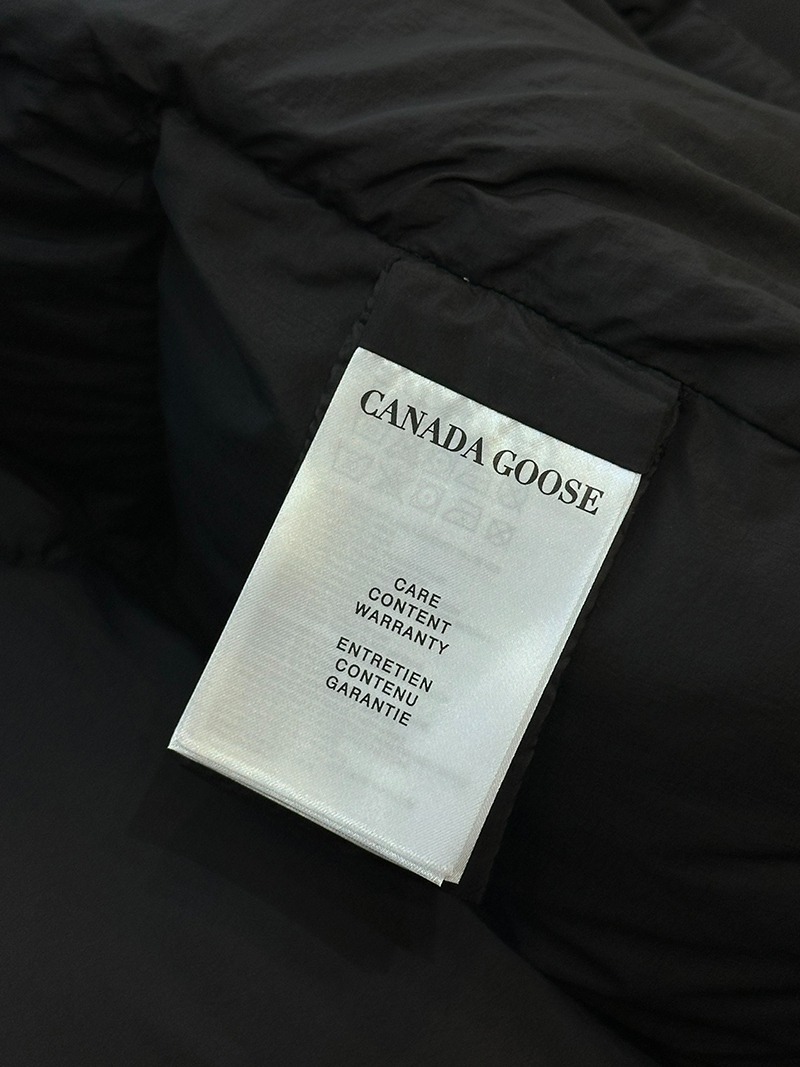 CANADA GOOSE
CARE
CONTENT
WARRANTY
ENTRETIEN
CONTENU
GARANTIE